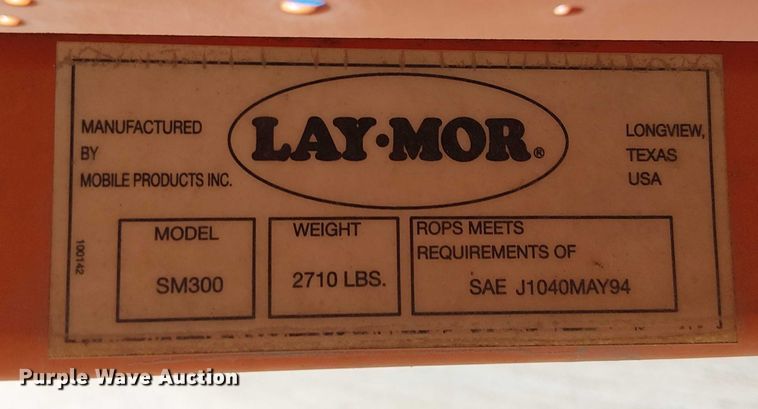 MANUFACTURED
BY
MOBILE PRODUCTS INC.
LAY·MOR®
LONGVIEW,
TEXAS
USA
100142
MODEL
SM300
WEIGHT
2710 LBS.
ROPS MEETS
REQUIREMENTS OF
SAE J1040MAY94
Purple Wave Auction